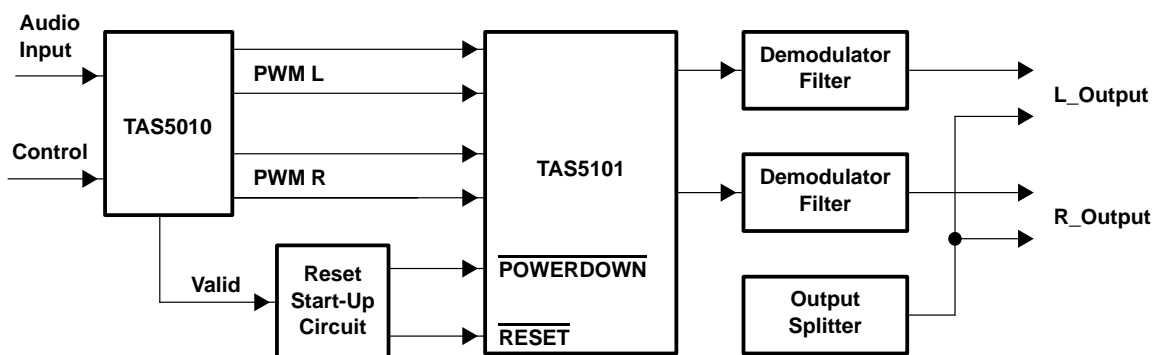 Audio
Input
Control
TAS5010
PWM L
PWM R
Valid
Reset
Start-Up
Circuit
TAS5101
POWERDOWN
RESET
Demodulator
Filter
Demodulator
Filter
Output
Splitter
L_Output
R_Output